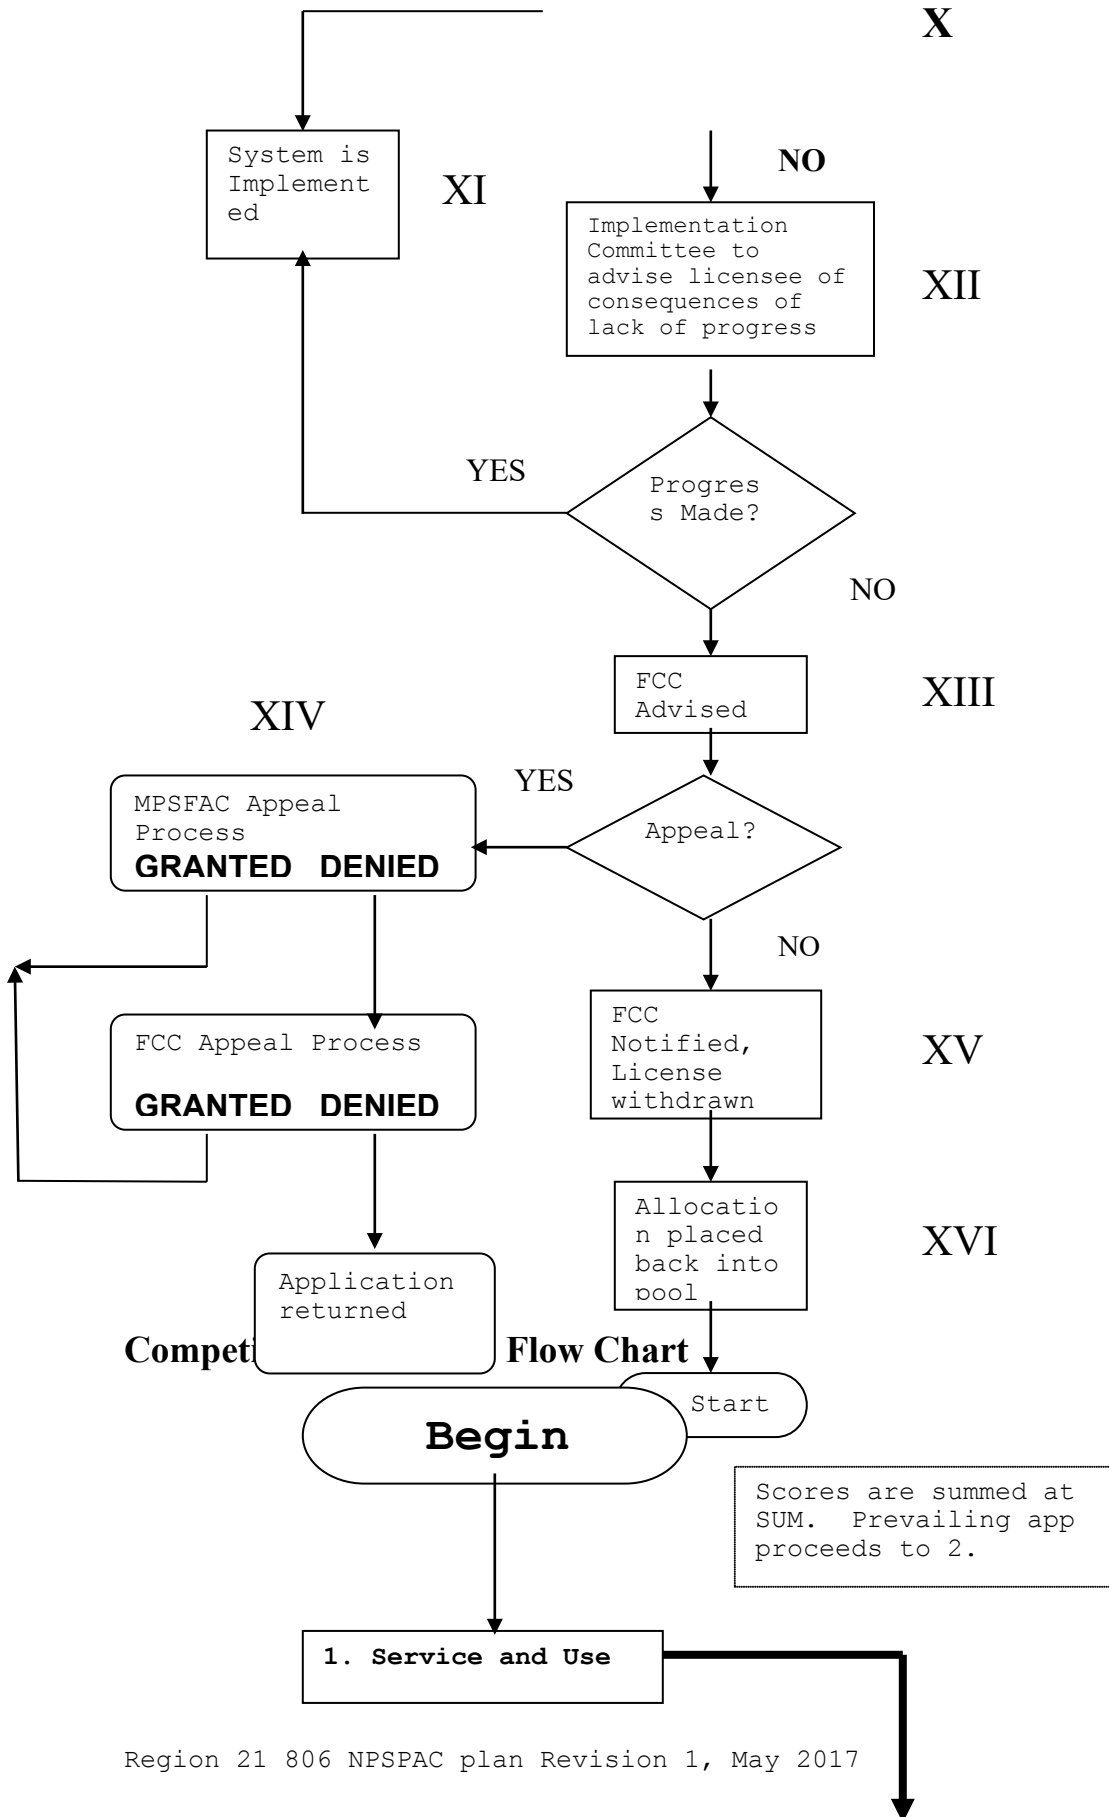 X
NO
System is
Implement
ed
XI
Implementation
Committee to
advise licensee of
consequences of
lack of progress
XII
YES
Progres
s Made?
NO
FCC
Advised
XIII
XIV
YES
MPSFAC Appeal
Process
GRANTED DENIED
Appeal?
NO
FCC Appeal Process
GRANTED DENIED
FCC
Notified,
License
withdrawn
XV
Allocatio
n placed
back into
pool
XVI
Application
returned
Flow Chart
Start
Begin
Scores are summed at
SUM. Prevailing app
proceeds to 2.
1. Service and Use
Region 21 806 NPSPAC plan Revision 1, May 2017